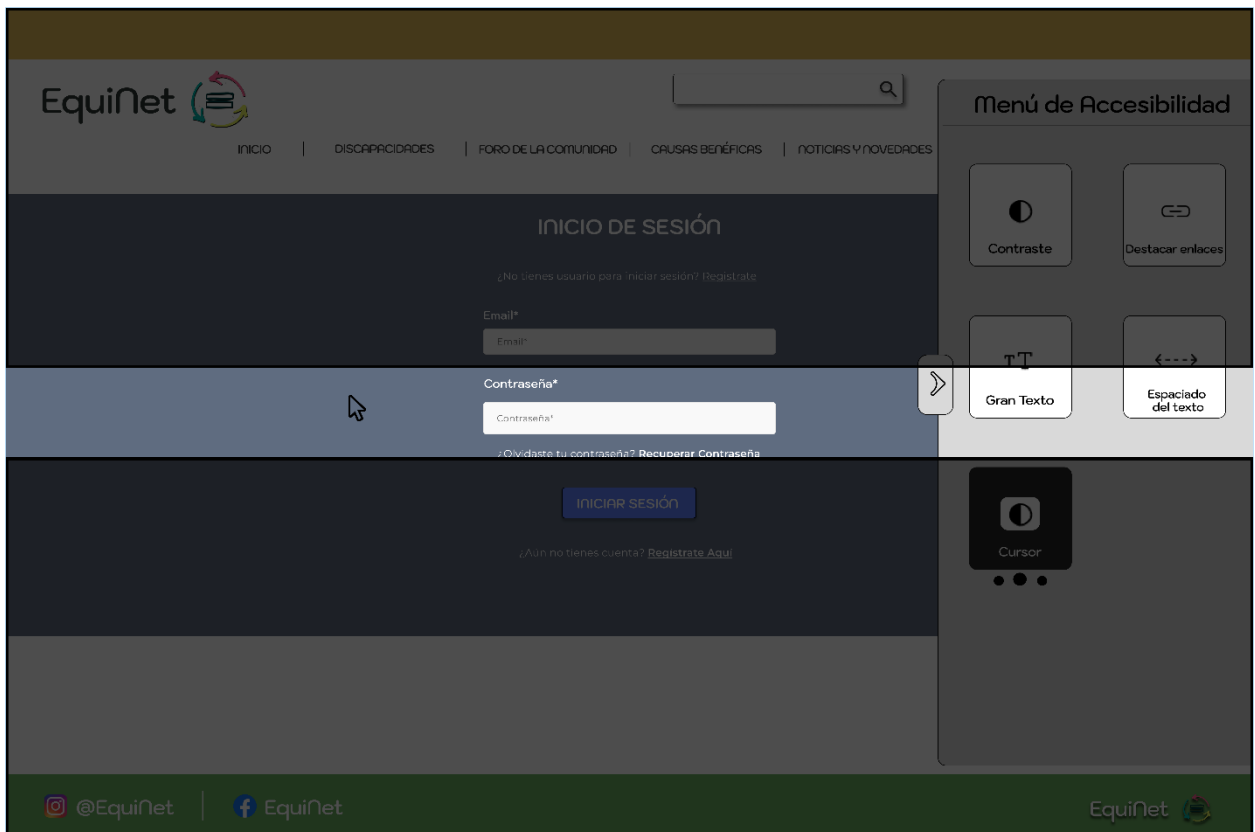 EquiNet
Menú de Accesibilidad
INICIO | DISCAPACIDADES | FORO DE LA COMUNIDAD | CAUSAS BENÉFICAS | NOTICIAS Y NOVEDADES
INICIO DE SESIÓN
Contraste
Destacar enlaces
¿No tienes usuario para iniciar sesión? Regístrate
Email*
Email*
TT
Contraseña*
Contraseña*
Gran Texto
Espaciado
del texto
¿Olvidaste tu contraseña? Recuperar Contraseña
INICIAR SESIÓN
¿Aún no tienes cuenta? Regístrate Aquí
Cursor
@EquiNet | EquiNet
EquiNet